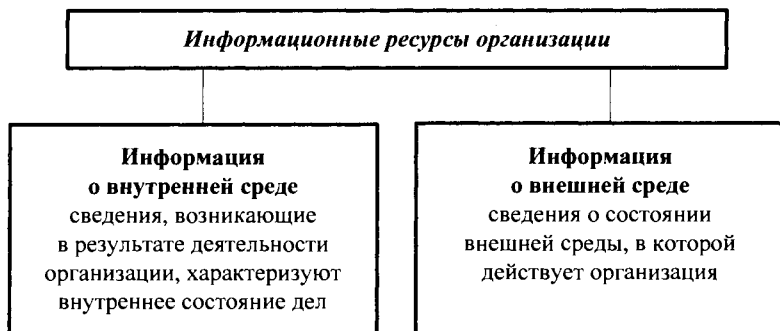 Информационные ресурсы организации
Информация
о внутренней среде
сведения, возникающие
в результате деятельности
организации, характеризуют
внутреннее состояние дел
Информация
о внешней среде
сведения о состоянии
внешней среды, в которой
действует организация